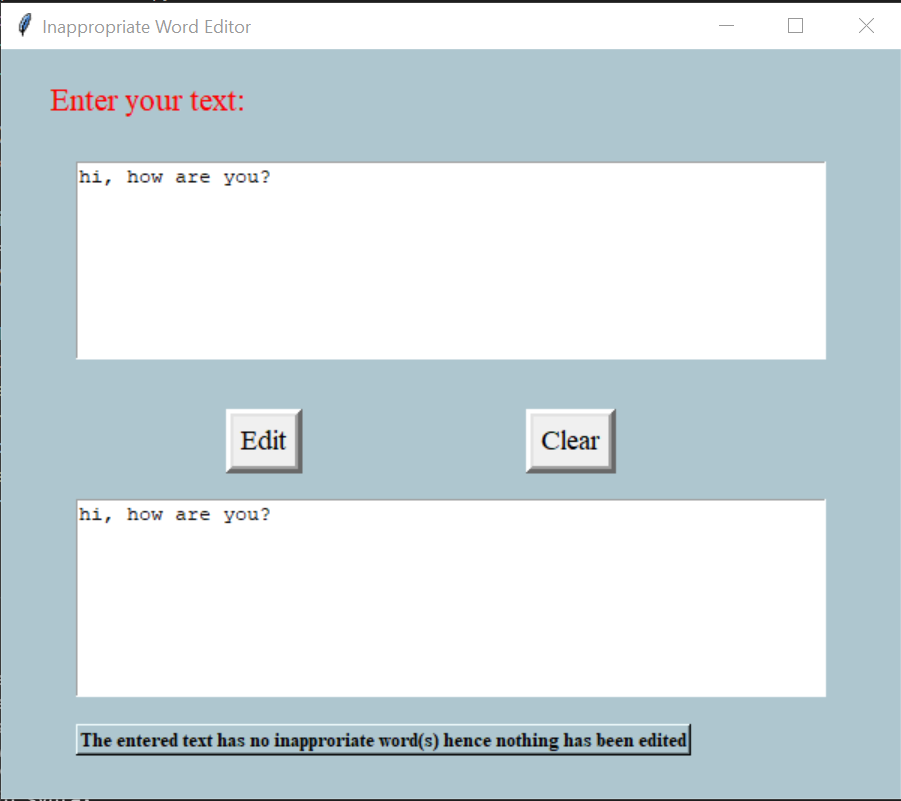 Inappropriate Word Editor
Enter your text:
hi, how are you?
Edit Clear
hi, how are you?
The entered text has no inapproriate word(s) hence nothing has been edited